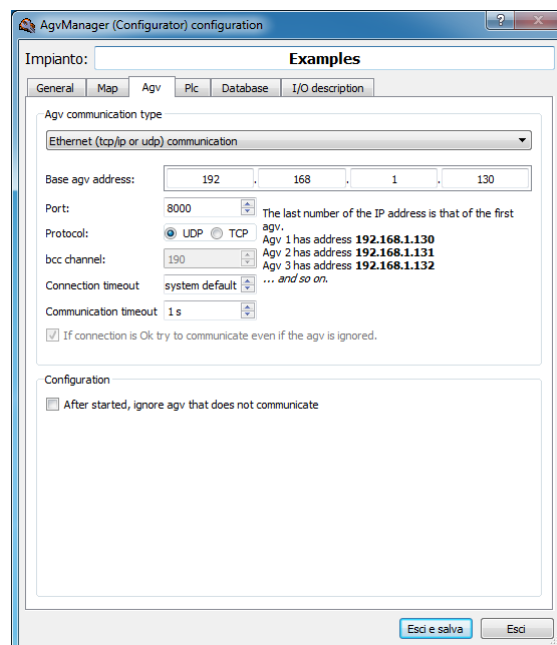 AgvManager (Configurator) configuration
?
x
Impianto:
Examples
General
Map
Agv
Plc
Database
I/O description
Agv communication type
Ethernet (tcp/ip or udp) communication
Base agv address:
192 . 168 . 1 . 130
Port:
8000
The last number of the IP address is that of the first
agv.
Agv 1 has address 192.168.1.130
Agv 2 has address 192.168.1.131
Agv 3 has address 192.168.1.132
... and so on.
Protocol:
UDP
TCP
bcc channel:
190
Connection timeout
system default
Communication timeout
1 s
If connection is Ok try to communicate even if the agv is ignored.
Configuration
After started, ignore agv that does not communicate
Esci e salva
Esci